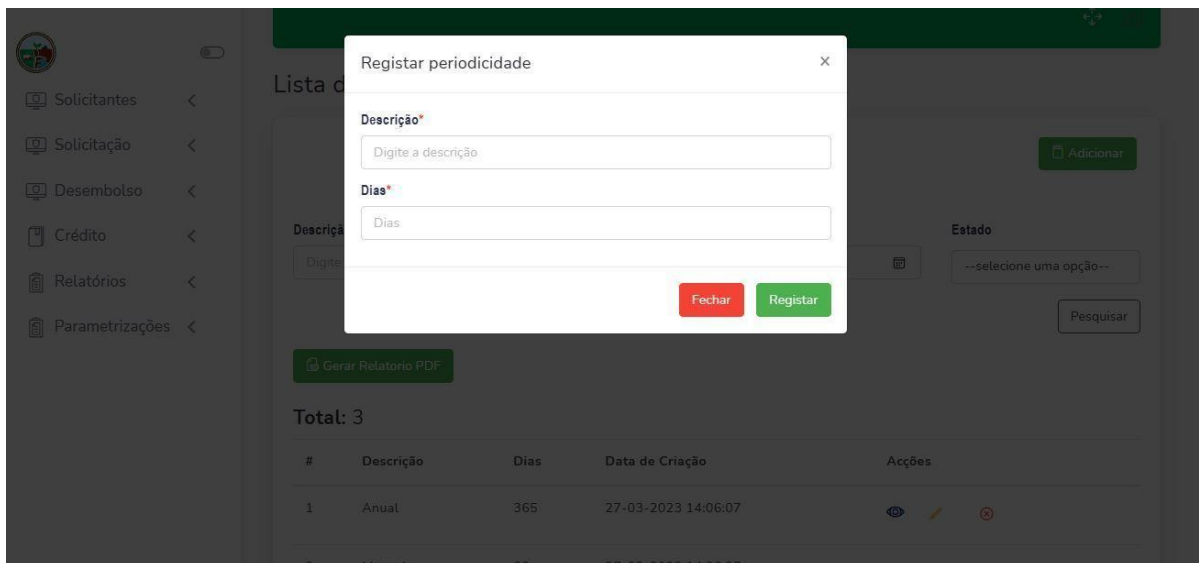 Registar periodicidade ×
Lista d
Solicitantes
Descrição*
Digite a descrição
Solicitação
Adicionar
Dias*
Desembolso
Dias
Crédito
Descriçã
Estado
Digite
--selecione uma opção--
Relatórios
Fechar Registar
Pesquisar
Parametrizações
Gerar Relatorio PDF
Total: 3
# Descrição Dias Data de Criação Acções
1 Anual 365 27-03-2023 14:06:07